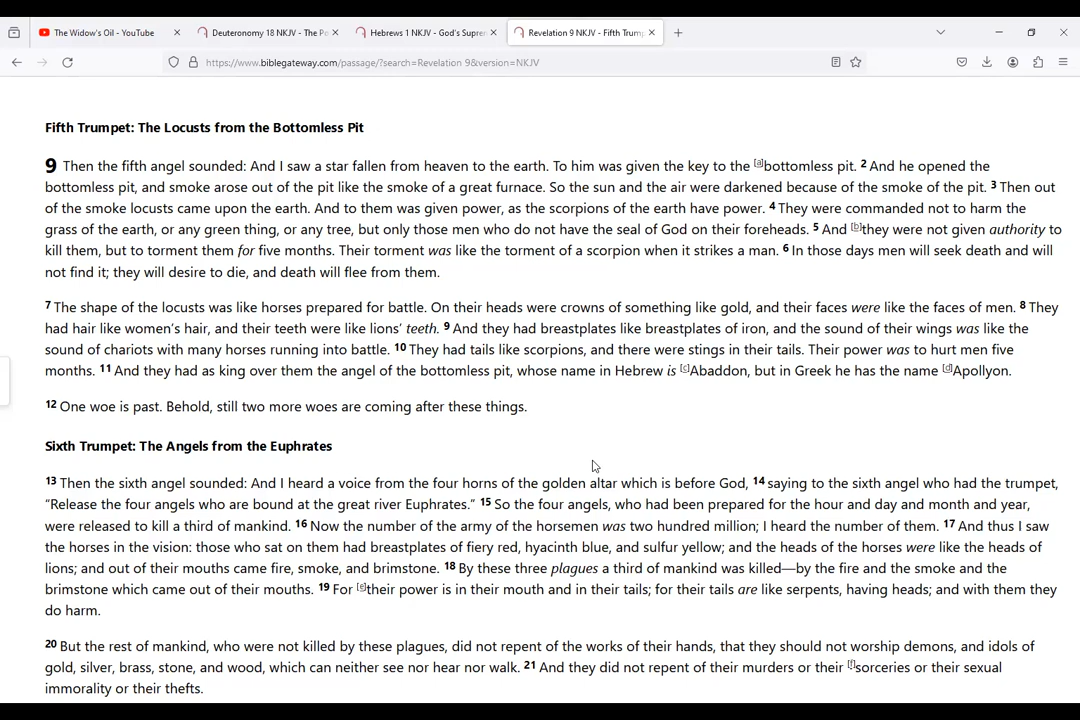 The Widow's Oil - YouTube
Deuteronomy 18 NKJV - The Po
Hebrews 1 NKJV - God's Suprem
Revelation 9 NKJV - Fifth Trump
https://www.biblegateway.com/passage/?search=Revelation 9&version=NKJV
Fifth Trumpet: The Locusts from the Bottomless Pit
9 Then the fifth angel sounded: And I saw a star fallen from heaven to the earth. To him was given the key to the [a]bottomless pit. 2 And he opened the
bottomless pit, and smoke arose out of the pit like the smoke of a great furnace. So the sun and the air were darkened because of the smoke of the pit. 3 Then out
of the smoke locusts came upon the earth. And to them was given power, as the scorpions of the earth have power. 4 They were commanded not to harm the
grass of the earth, or any green thing, or any tree, but only those men who do not have the seal of God on their foreheads. 5 And [b]they were not given authority to
kill them, but to torment them for five months. Their torment was like the torment of a scorpion when it strikes a man. 6 In those days men will seek death and will
not find it; they will desire to die, and death will flee from them.
7 The shape of the locusts was like horses prepared for battle. On their heads were crowns of something like gold, and their faces were like the faces of men. 8 They
had hair like women's hair, and their teeth were like lions' teeth. 9 And they had breastplates like breastplates of iron, and the sound of their wings was like the
sound of chariots with many horses running into battle. 10 They had tails like scorpions, and there were stings in their tails. Their power was to hurt men five
months. 11 And they had as king over them the angel of the bottomless pit, whose name in Hebrew is [c]Abaddon, but in Greek he has the name [d]Apollyon.
12 One woe is past. Behold, still two more woes are coming after these things.
Sixth Trumpet: The Angels from the Euphrates
13 Then the sixth angel sounded: And I heard a voice from the four horns of the golden altar which is before God, 14 saying to the sixth angel who had the trumpet,
“Release the four angels who are bound at the great river Euphrates.” 15 So the four angels, who had been prepared for the hour and day and month and year,
were released to kill a third of mankind. 16 Now the number of the army of the horsemen was two hundred million; I heard the number of them. 17 And thus I saw
the horses in the vision: those who sat on them had breastplates of fiery red, hyacinth blue, and sulfur yellow; and the heads of the horses were like the heads of
lions; and out of their mouths came fire, smoke, and brimstone. 18 By these three plagues a third of mankind was killed—by the fire and the smoke and the
brimstone which came out of their mouths. 19 For [e]their power is in their mouth and in their tails; for their tails are like serpents, having heads; and with them they
do harm.
20 But the rest of mankind, who were not killed by these plagues, did not repent of the works of their hands, that they should not worship demons, and idols of
gold, silver, brass, stone, and wood, which can neither see nor hear nor walk. 21 And they did not repent of their murders or their [f]sorceries or their sexual
immorality or their thefts.